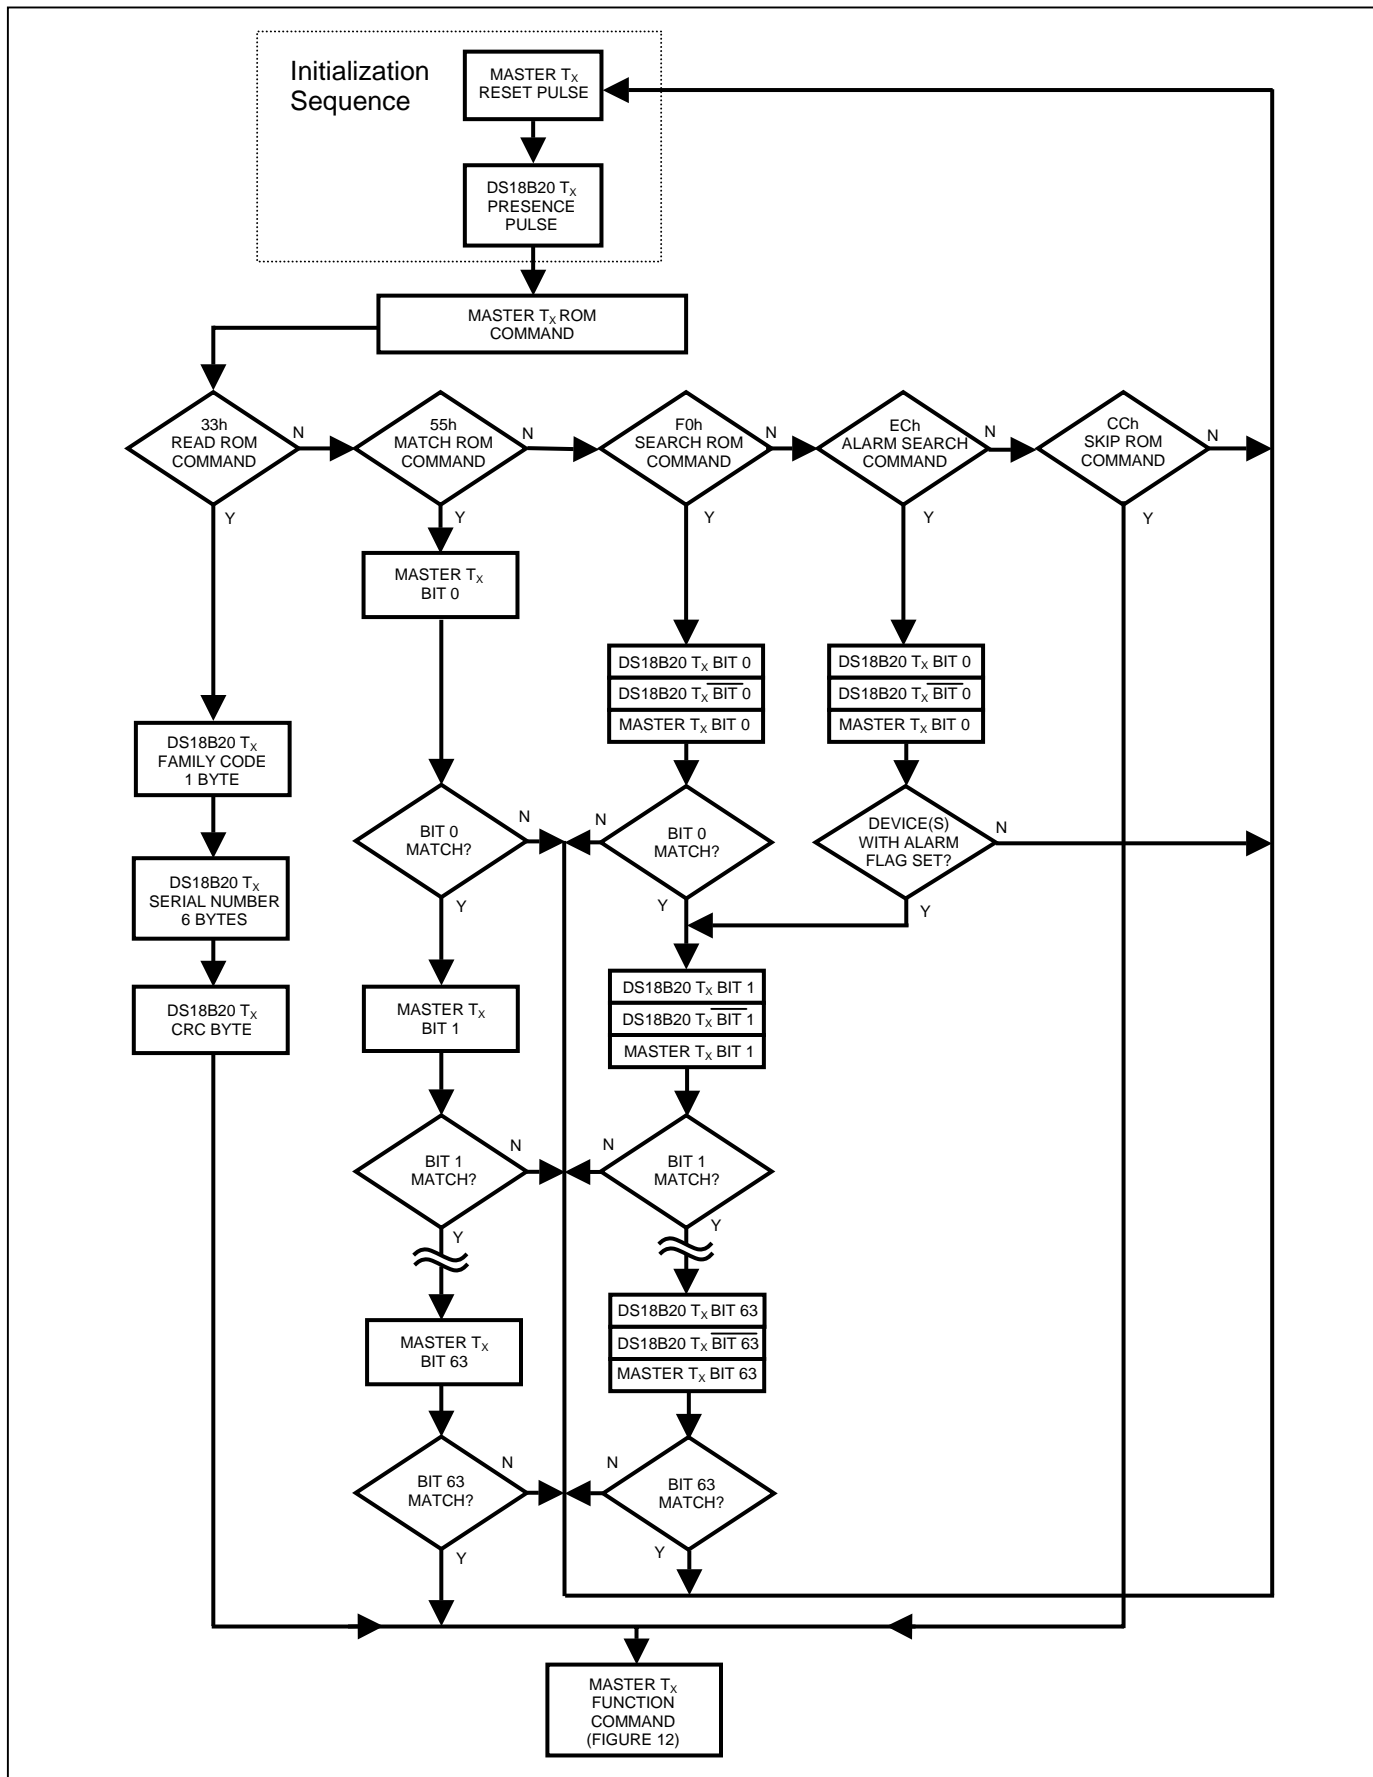 Initialization
Sequence
MASTER TX
RESET PULSE
DS18B20 TX
PRESENCE
PULSE
MASTER TX ROM
COMMAND
33h
READ ROM
COMMAND
N
Y
55h
MATCH ROM
COMMAND
N
Y
F0h
SEARCH ROM
COMMAND
N
Y
ECh
ALARM SEARCH
COMMAND
N
Y
CCh
SKIP ROM
COMMAND
N
Y
DS18B20 TX
FAMILY CODE
1 BYTE
DS18B20 TX
SERIAL NUMBER
6 BYTES
DS18B20 TX
CRC BYTE
MASTER TX
BIT 0
BIT 0
MATCH?
N
Y
MASTER TX
BIT 1
BIT 1
MATCH?
N
Y
MASTER TX
BIT 63
BIT 63
MATCH?
N
Y
DS18B20 TX BIT 0
DS18B20 TX BIT 0
MASTER TX BIT 0
BIT 0
MATCH?
N
Y
DS18B20 TX BIT 1
DS18B20 TX BIT 1
MASTER TX BIT 1
BIT 1
MATCH?
N
Y
DS18B20 TX BIT 63
DS18B20 TX BIT 63
MASTER TX BIT 63
BIT 63
MATCH?
N
Y
DS18B20 TX BIT 0
DS18B20 TX BIT 0
MASTER TX BIT 0
DEVICE(S)
WITH ALARM
FLAG SET?
N
Y
MASTER TX
FUNCTION
COMMAND
(FIGURE 12)